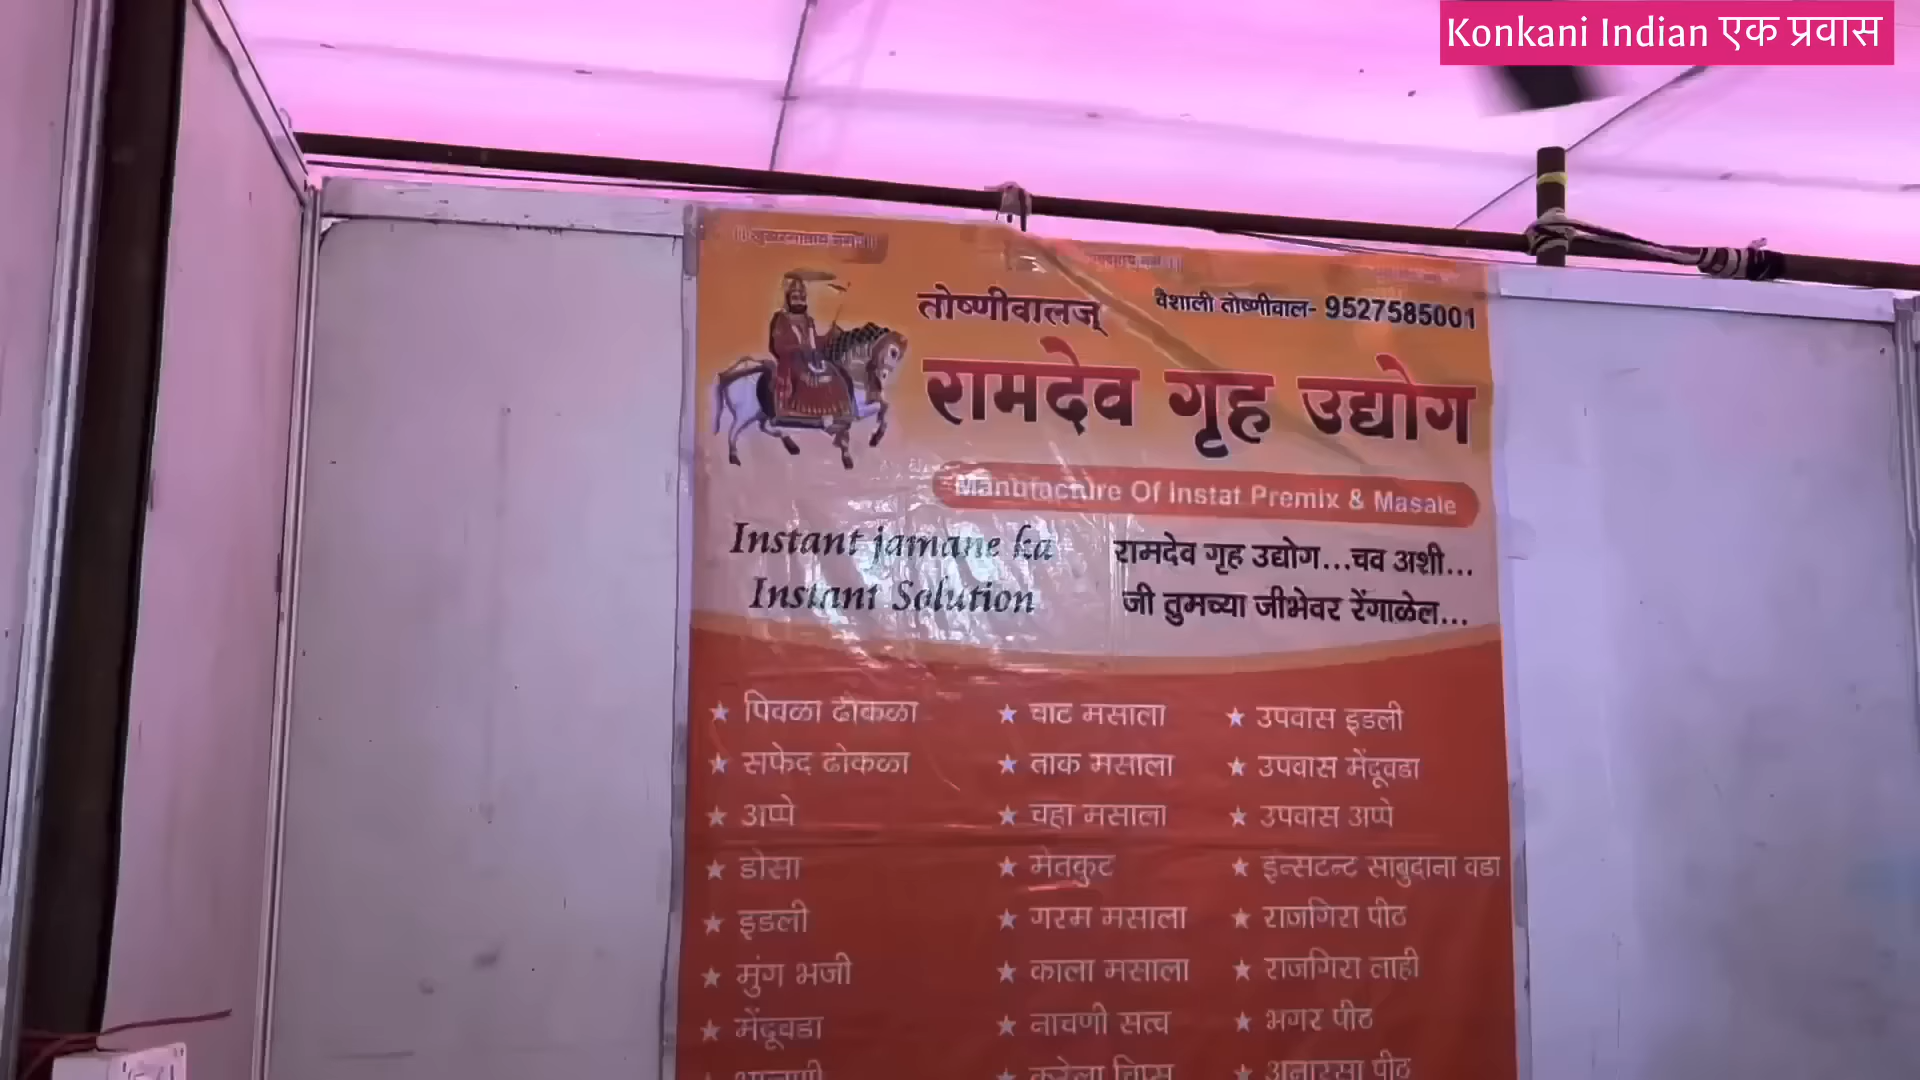 Konkani Indian एक प्रवास
तोष्णीवालज्
वैशाली तोष्णीवाल- 9527585001
रामदेव गृह उद्योग
Manufacture Of Instat Premix & Masale
Instant jamane ka
Instant Solution
रामदेव गृह उद्योग...चव अशी...
जी तुमच्या जीभेवर रेंगाळेल...
★ पिवळा ढोकळा
★ सफेद ढोकळा
★ अप्पे
★ डोसा
★ इडली
★ मुंग भजी
★ मेंदूवडा
★ चाट मसाला
★ ताक मसाला
★ चहा मसाला
★ मेतकुट
★ गरम मसाला
★ काला मसाला
★ नाचणी सत्व
★ करेला चिप्स
★ उपवास इडली
★ उपवास मेंदूवडा
★ उपवास अप्पे
★ इन्सटन्ट साबुदाना वडा
★ राजगिरा पीठ
★ राजगिरा लाही
★ भगर पीठ
★ अनारसा पीठ